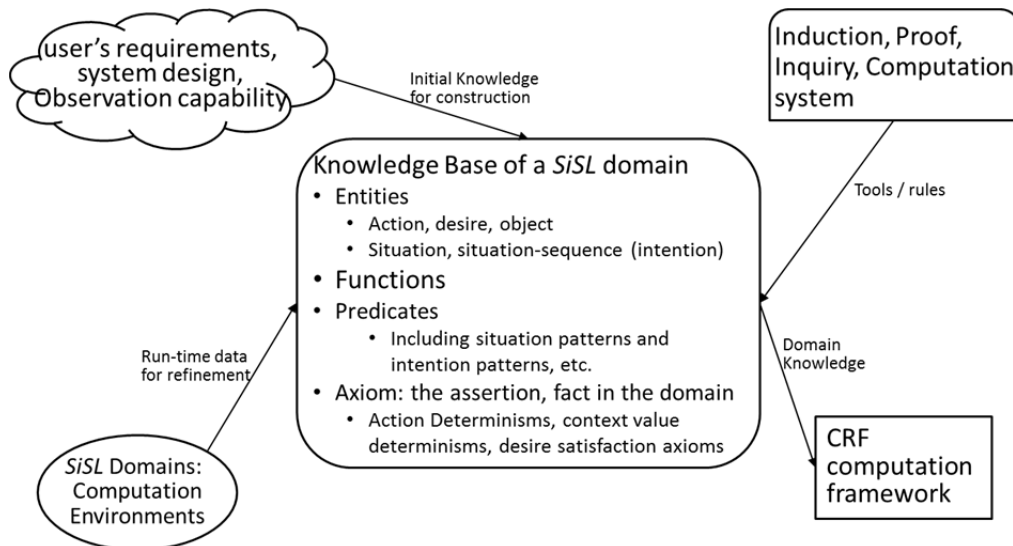 user's requirements,
system design,
Observation capability
Initial Knowledge
for construction
Induction, Proof,
Inquiry, Computation
system
Tools / rules
Knowledge Base of a SiSL domain
• Entities
• Action, desire, object
• Situation, situation-sequence (intention)
• Functions
• Predicates
• Including situation patterns and
intention patterns, etc.
• Axiom: the assertion, fact in the domain
• Action Determinisms, context value
determinisms, desire satisfaction axioms
Run-time data
for refinement
SiSL Domains:
Computation
Environments
Domain
Knowledge
CRF
computation
framework